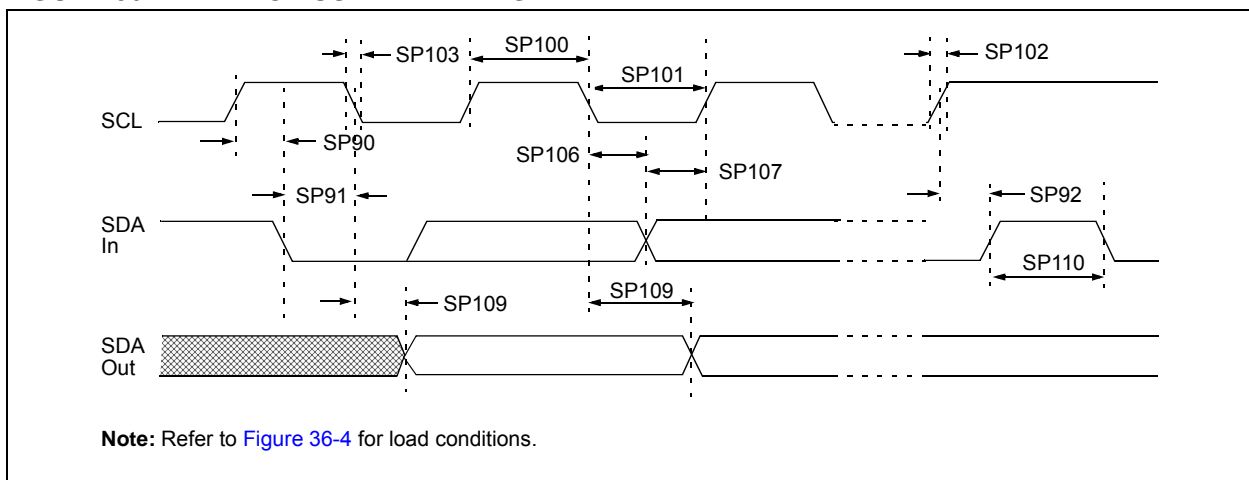 SP103
SP100
SP101
SP102
SCL
SP90
SP106
SP107
SP91
SP92
SDA
In
SP110
SP109
SP109
SDA
Out
Note: Refer to Figure 36-4 for load conditions.